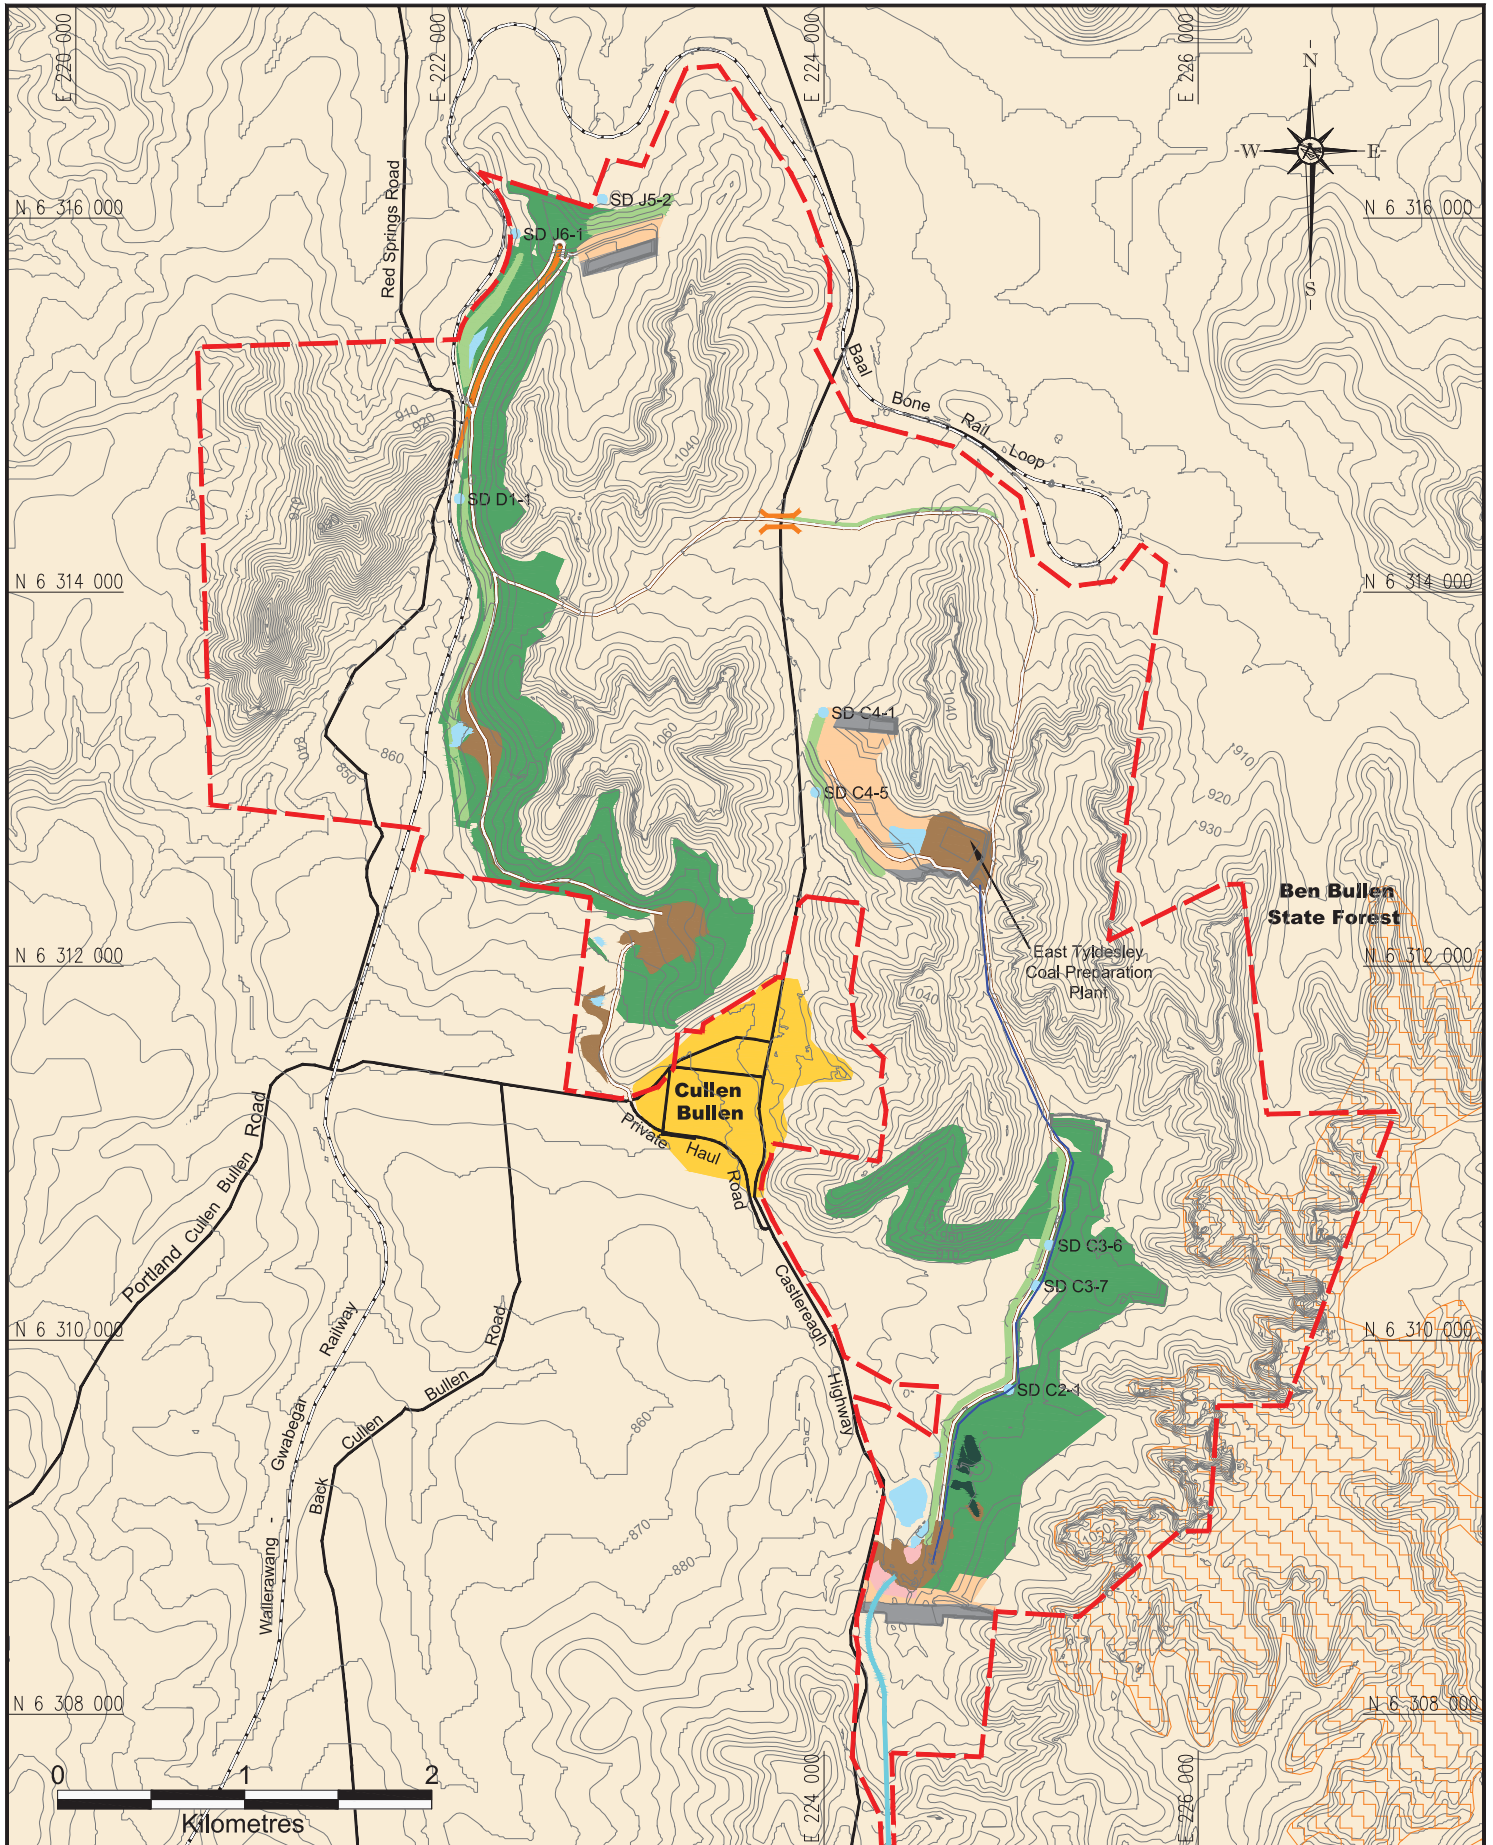 E 220 000
E 222 000
E 224 000
E 226 000
N
W
E
S
N 6 316 000
N 6 316 000
Red Springs Road
SD J5-2
SD J6-1
Baal
Bone
Rail
Loop
910
920
1040
970
890
SD D1-1
N 6 314 000
N 6 314 000
840
850
860
1060
1040
SD C4-1
SD C4-5
910
920
930
Ben Bullen
State Forest
East Tyldesley
Coal Preparation
Plant
N 6 312 000
N 6 312 000
1040
Cullen
Bullen
Private
Haul
Road
Portland Cullen Bullen Road
980
910
SD C3-6
SD C3-7
Castlereagh
Highway
N 6 310 000
N 6 310 000
Wallerawang - Gwabegar Railway
Back Cullen Bullen Road
SD C2-1
860
870
880
1050
N 6 308 000
N 6 308 000
0
1
2
Kilometres
E 224 000
E 226 000